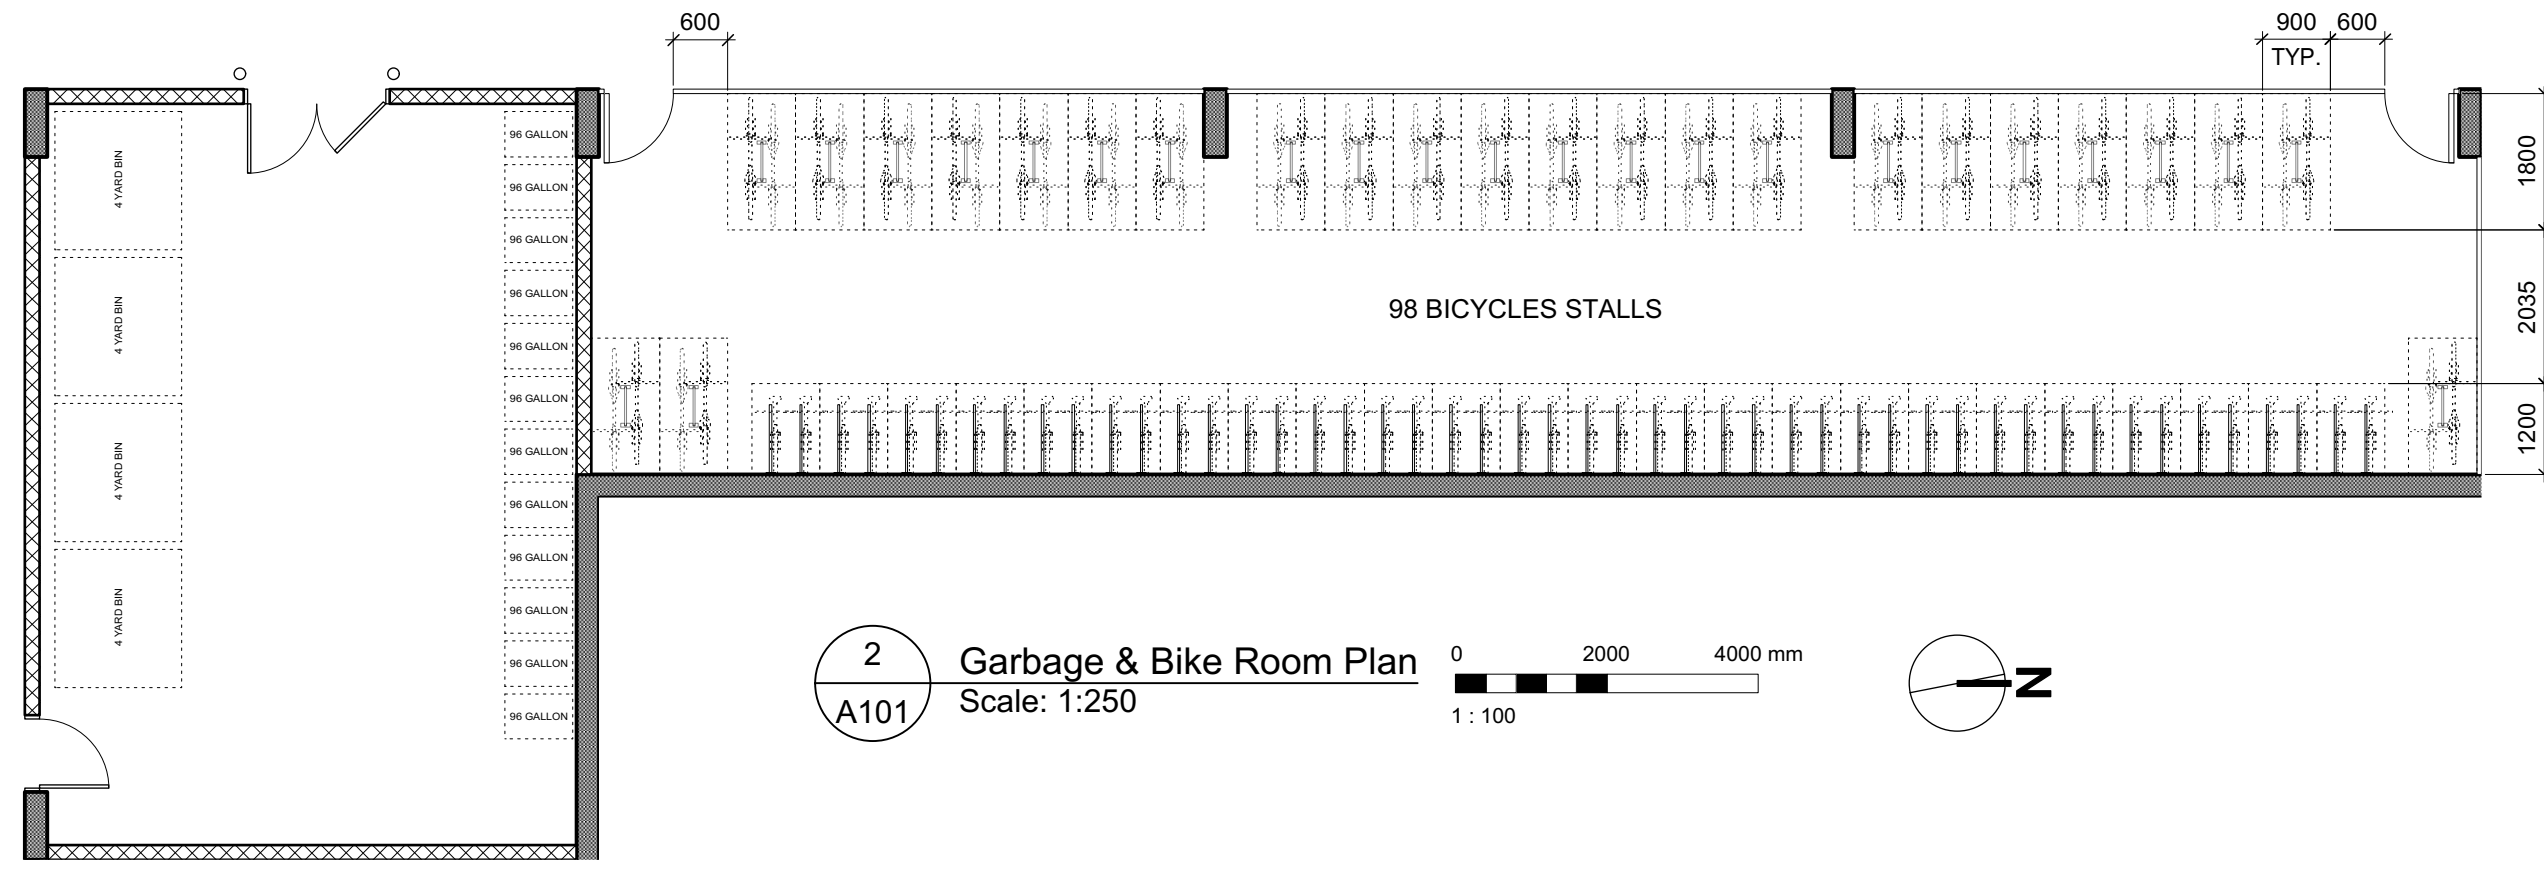 600
900
600
TYP.
4 YARD BIN
4 YARD BIN
4 YARD BIN
4 YARD BIN
96 GALLON
96 GALLON
96 GALLON
96 GALLON
96 GALLON
96 GALLON
96 GALLON
96 GALLON
96 GALLON
96 GALLON
96 GALLON
96 GALLON
98 BICYCLES STALLS
1800
2035
1200
2
A101
Garbage & Bike Room Plan
Scale: 1:250
0 2000 4000 mm
1 : 100
N